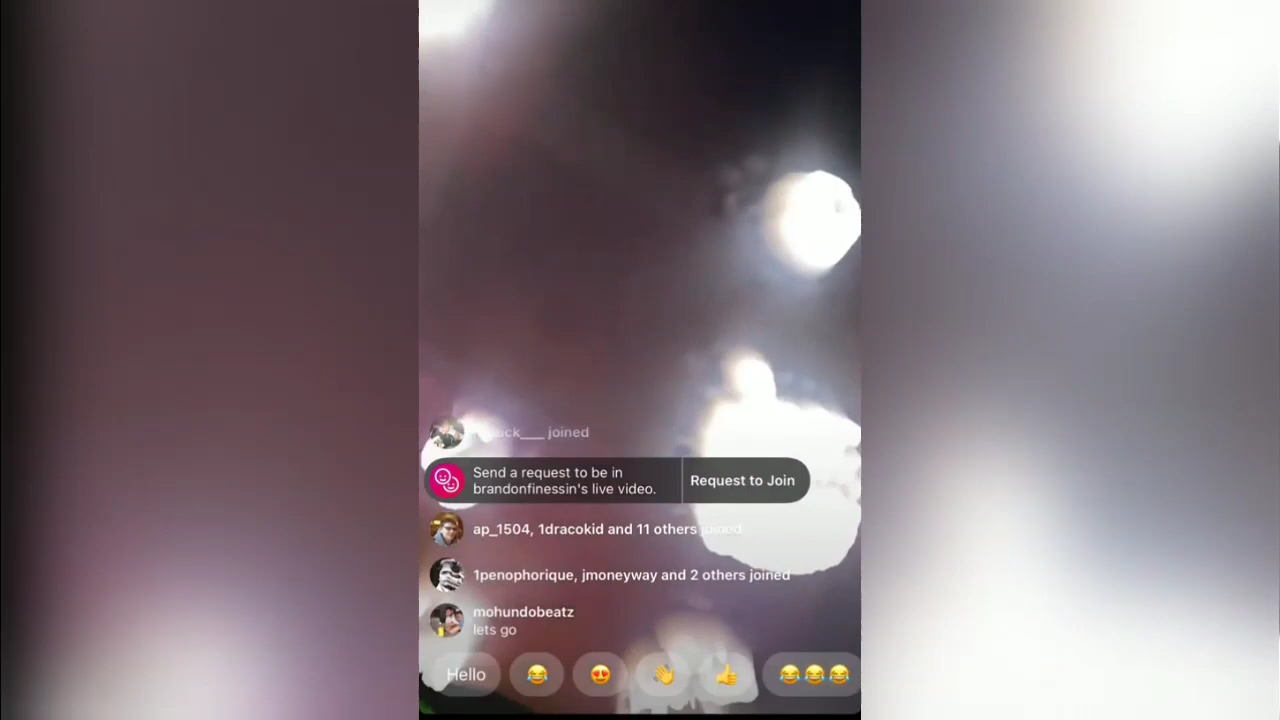 joined
Send a request to be in
brandonfinessin's live video.
Request to Join
ap_1504, 1dracokid and 11 others joined
1penophorique, jmoneyway and 2 others joined
mohundobeatz
lets go
Hello